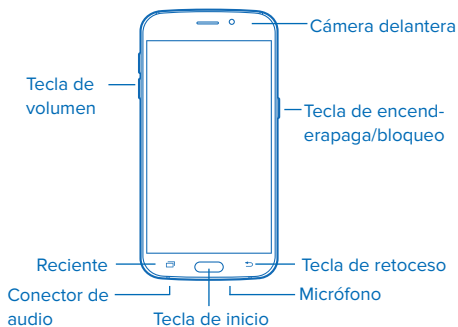 Cámera delantera
Tecla de
volumen
Tecla de encend-
erapaga/bloqueo
Reciente
Tecla de retoceso
Conector de
audio
Micrófono
Tecla de inicio